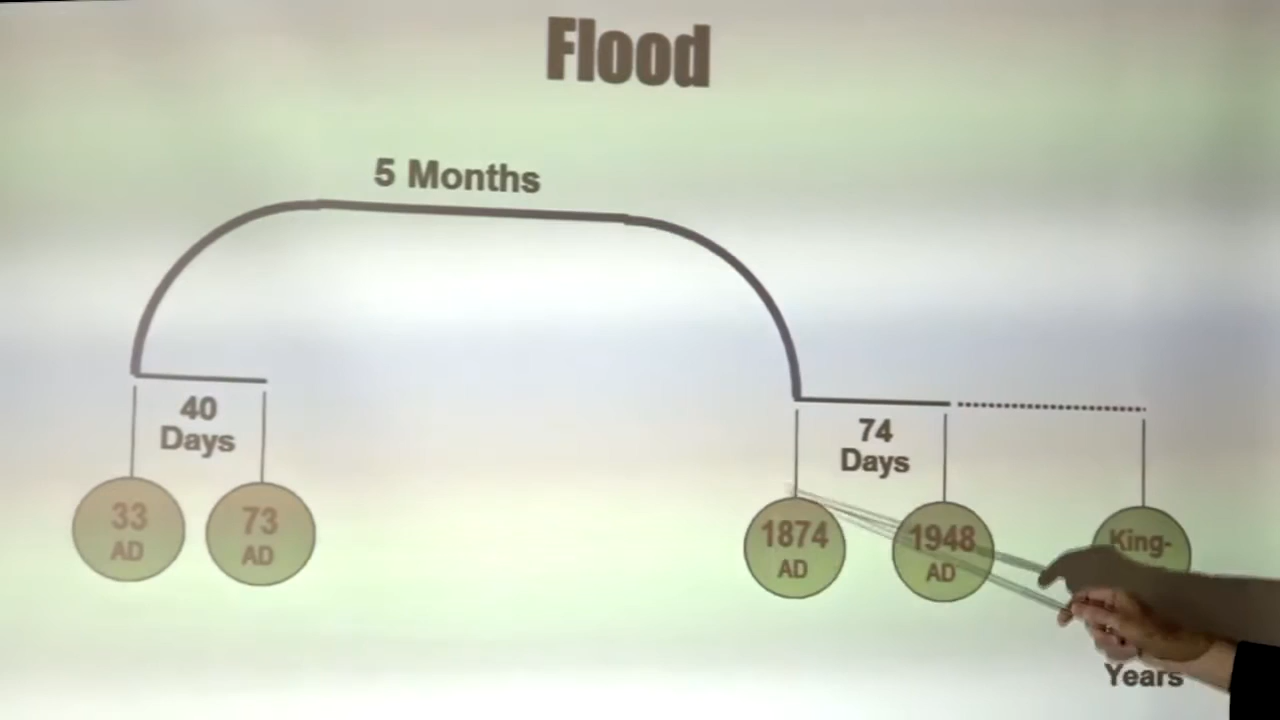 Flood
5 Months
40
Days
74
Days
33
AD
73
AD
1874
AD
1948
AD
King-
Years